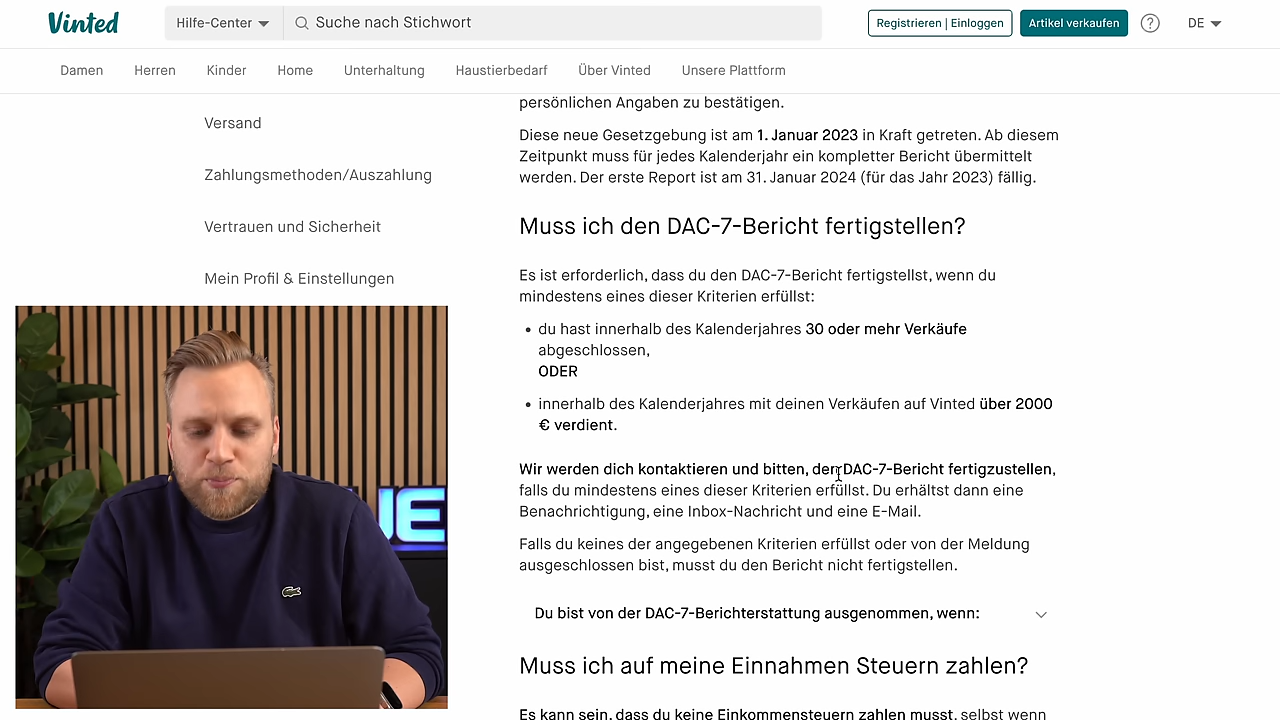 Vinted
Hilfe-Center
Suche nach Stichwort
Registrieren | Einloggen
Artikel verkaufen
?
DE
Damen
Herren
Kinder
Home
Unterhaltung
Haustierbedarf
Über Vinted
Unsere Plattform
Versand
Zahlungsmethoden/Auszahlung
Vertrauen und Sicherheit
Mein Profil & Einstellungen
persönlichen Angaben zu bestätigen.
Diese neue Gesetzgebung ist am 1. Januar 2023 in Kraft getreten. Ab diesem
Zeitpunkt muss für jedes Kalenderjahr ein kompletter Bericht übermittelt
werden. Der erste Report ist am 31. Januar 2024 (für das Jahr 2023) fällig.
Muss ich den DAC-7-Bericht fertigstellen?
Es ist erforderlich, dass du den DAC-7-Bericht fertigstellst, wenn du
mindestens eines dieser Kriterien erfüllst:
• du hast innerhalb des Kalenderjahres 30 oder mehr Verkäufe
abgeschlossen,
ODER
• innerhalb des Kalenderjahres mit deinen Verkäufen auf Vinted über 2000
€ verdient.
Wir werden dich kontaktieren und bitten, den DAC-7-Bericht fertigzustellen,
falls du mindestens eines dieser Kriterien erfüllst. Du erhältst dann eine
Benachrichtigung, eine Inbox-Nachricht und eine E-Mail.
Falls du keines der angegebenen Kriterien erfüllst oder von der Meldung
ausgeschlossen bist, musst du den Bericht nicht fertigstellen.
Du bist von der DAC-7-Berichterstattung ausgenommen, wenn:
Muss ich auf meine Einnahmen Steuern zahlen?
Es kann sein, dass du keine Einkommensteuern zahlen musst, selbst wenn